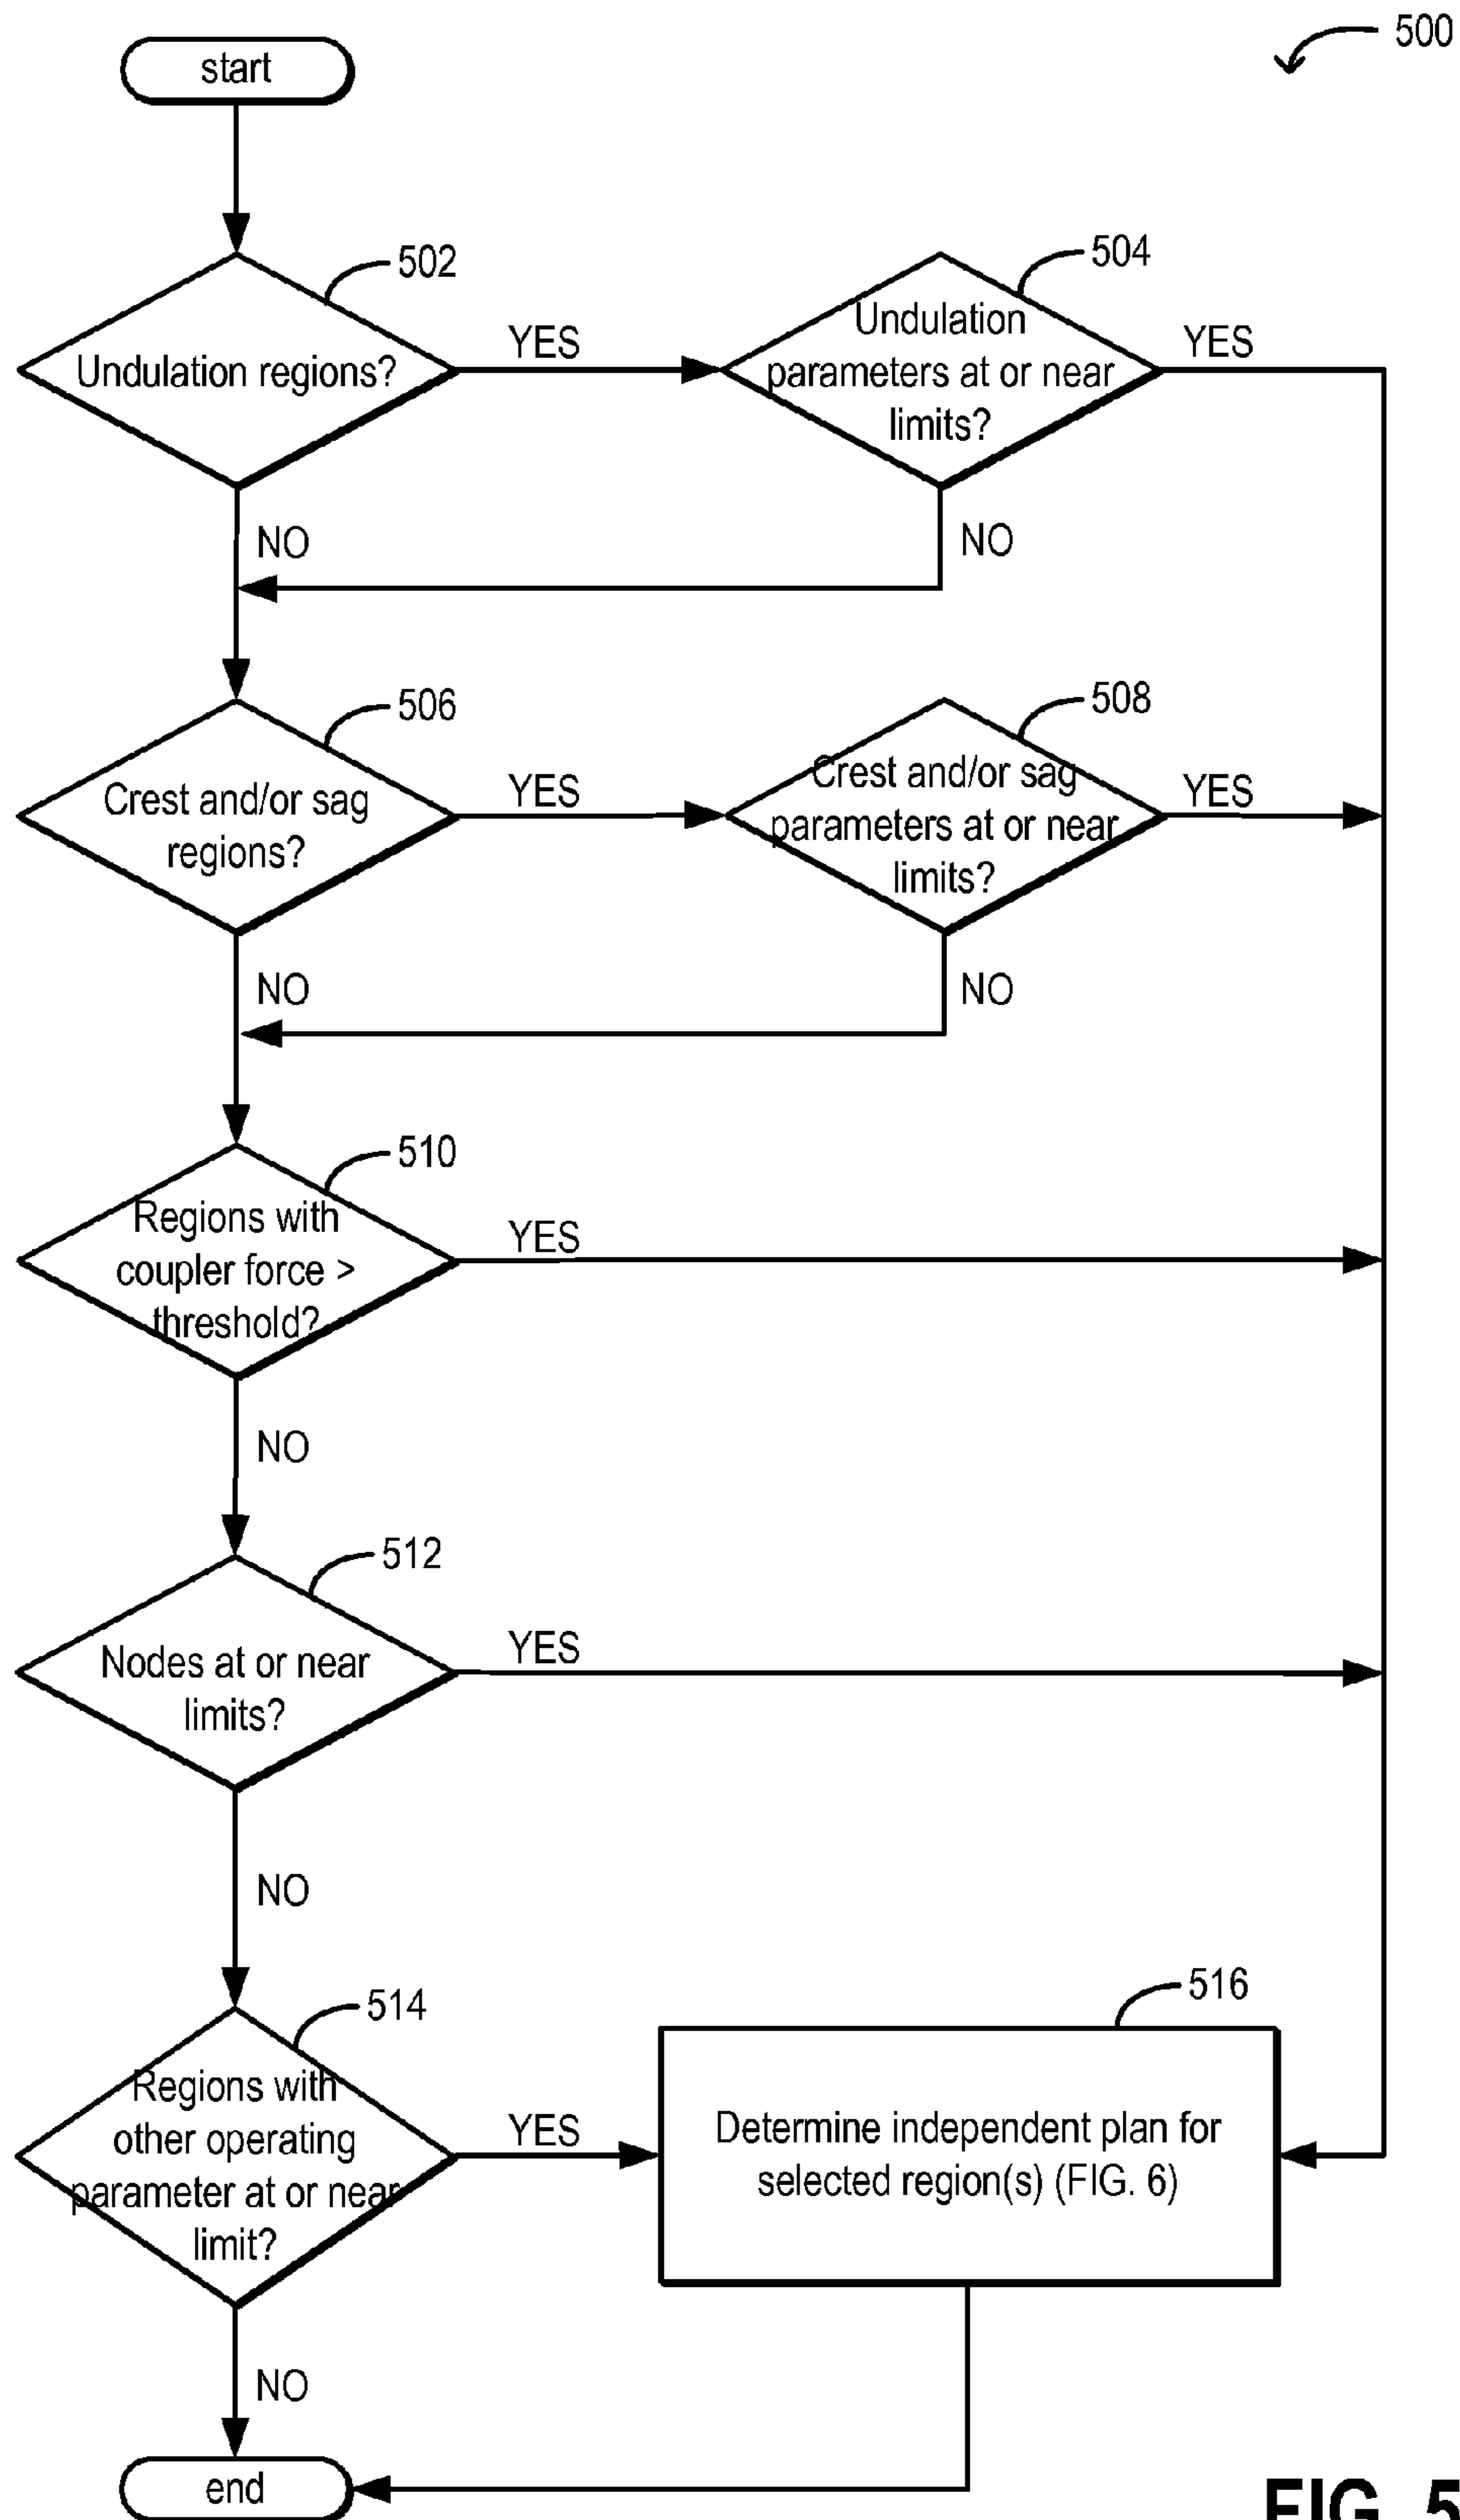 500
start
502
504
Undulation regions?
YES
Undulation
parameters at or near
limits?
YES
NO
NO
506
508
Crest and/or sag
regions?
YES
Crest and/or sag
parameters at or near
limits?
YES
NO
NO
510
Regions with
coupler force >
threshold?
YES
NO
512
Nodes at or near
limits?
YES
NO
514
516
Regions with
other operating
parameter at or near
limit?
YES
Determine independent plan for
selected region(s) (FIG. 6)
NO
end
FIG. 5